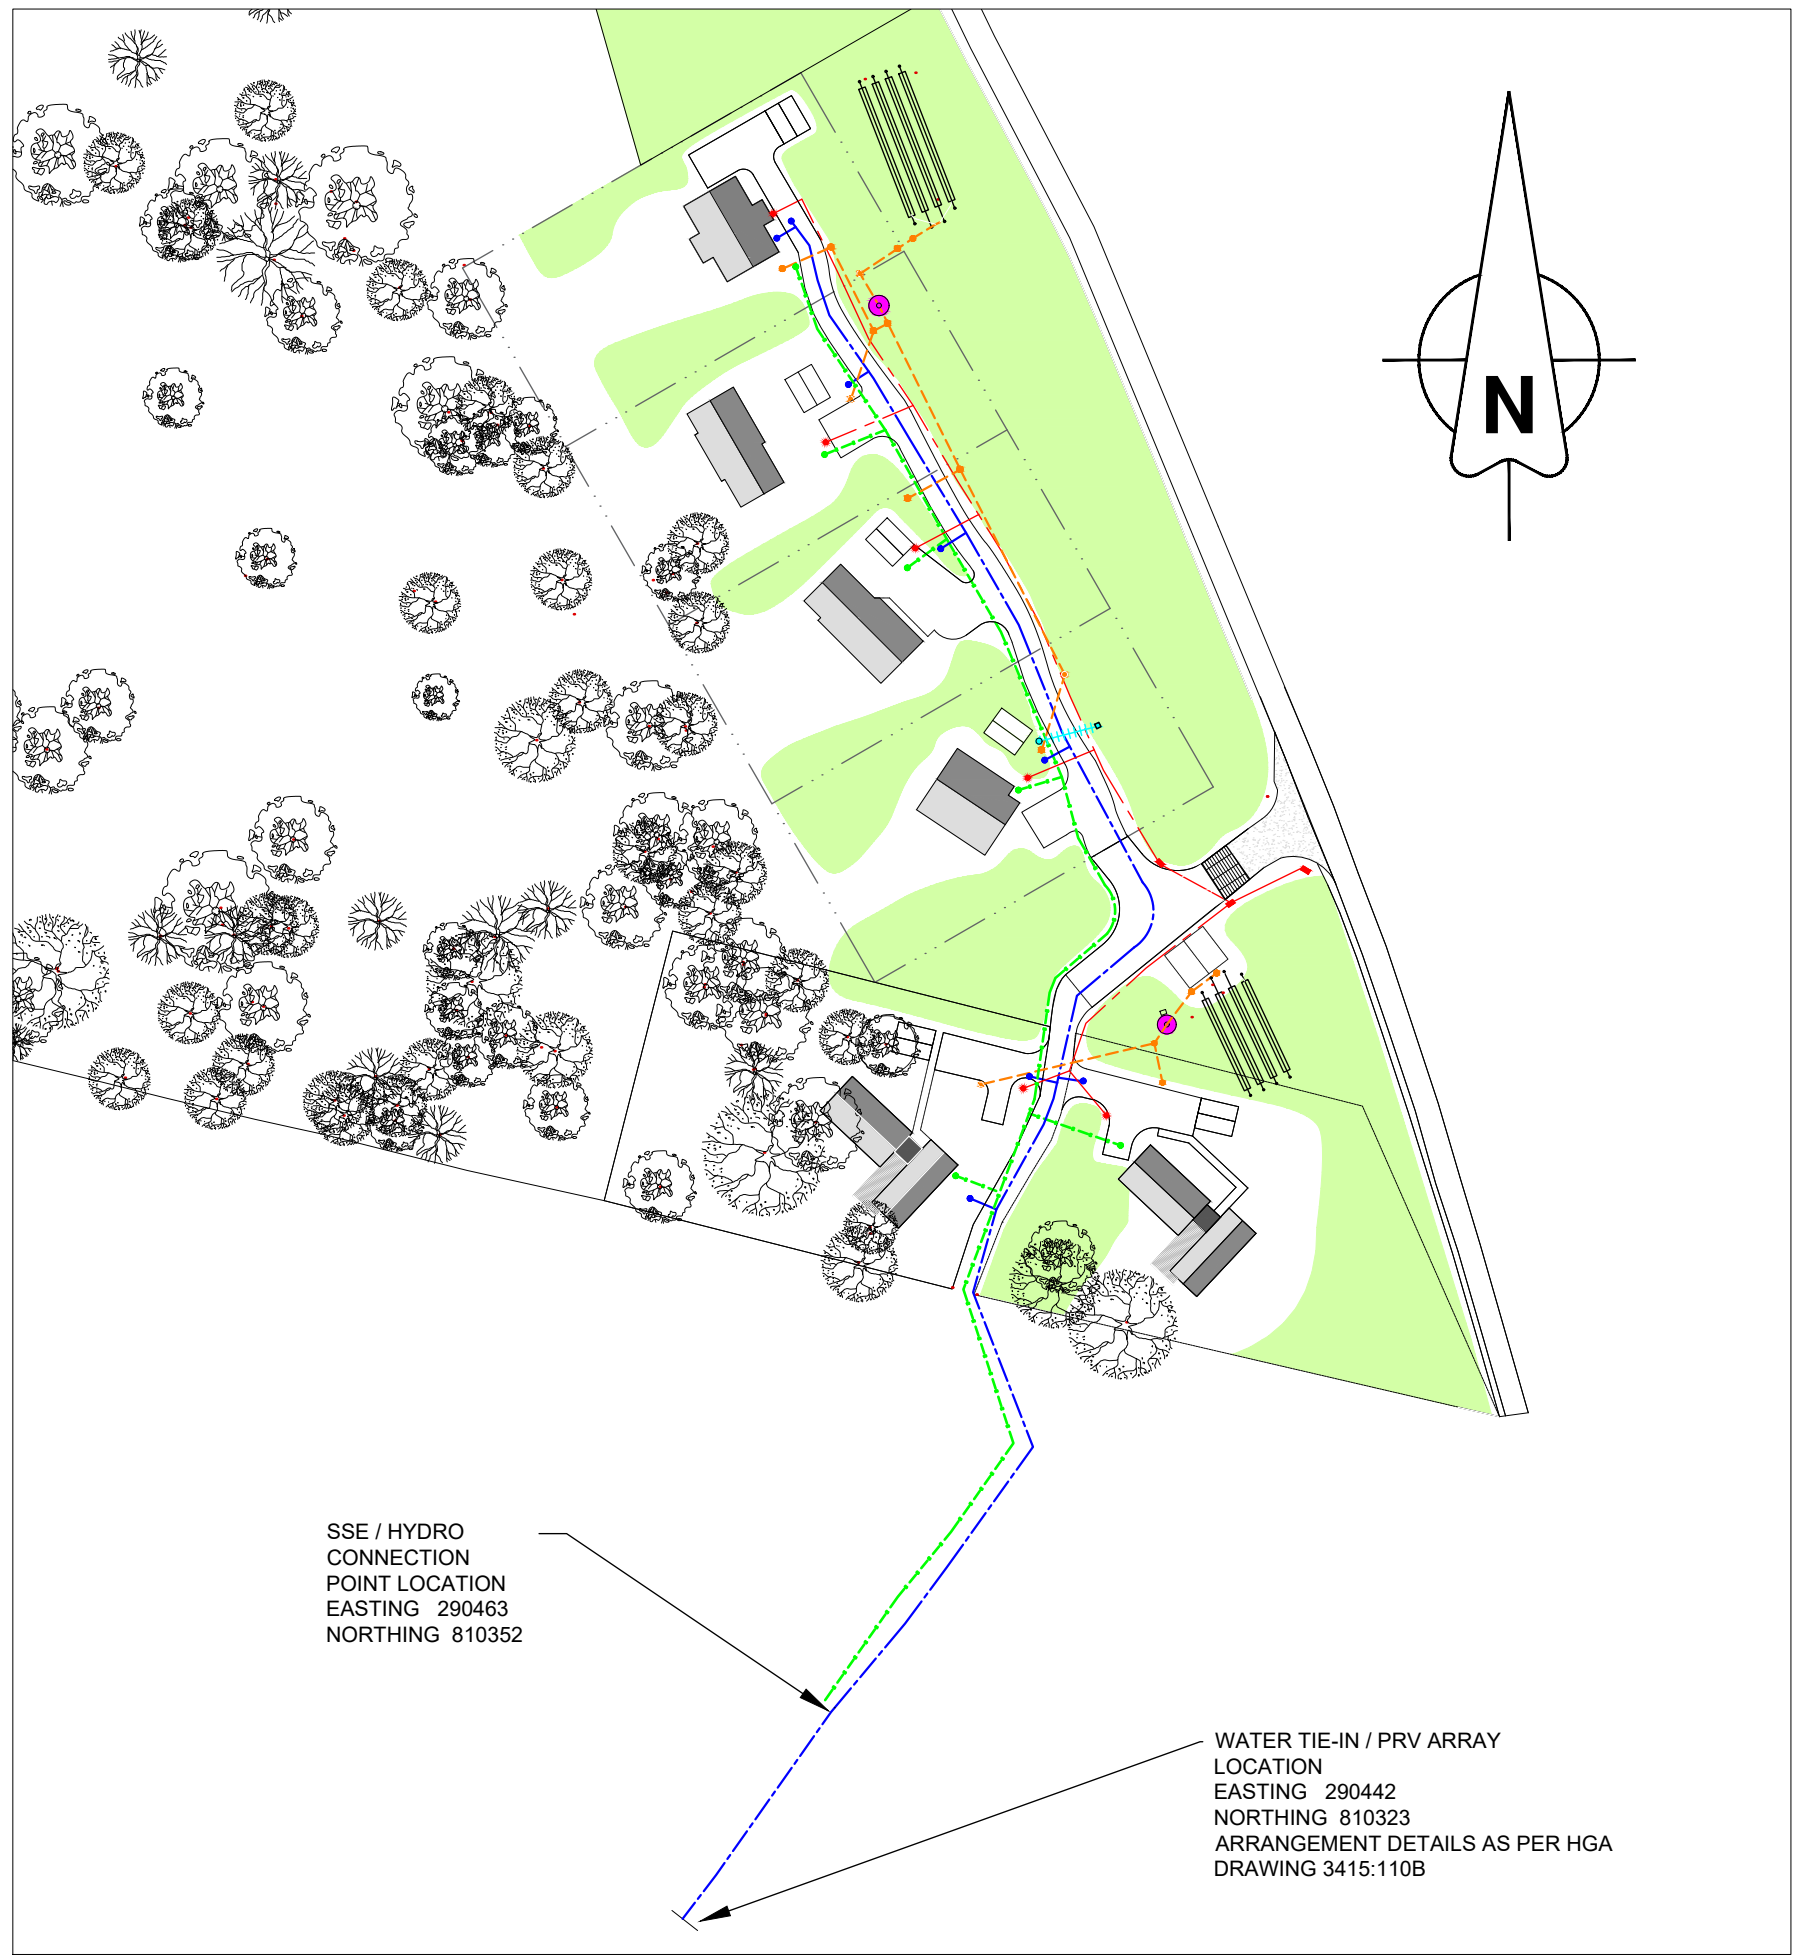 N
SSE / HYDRO
CONNECTION
POINT LOCATION
EASTING 290463
NORTHING 810352
WATER TIE-IN / PRV ARRAY
LOCATION
EASTING 290442
NORTHING 810323
ARRANGEMENT DETAILS AS PER HGA
DRAWING 3415:110B